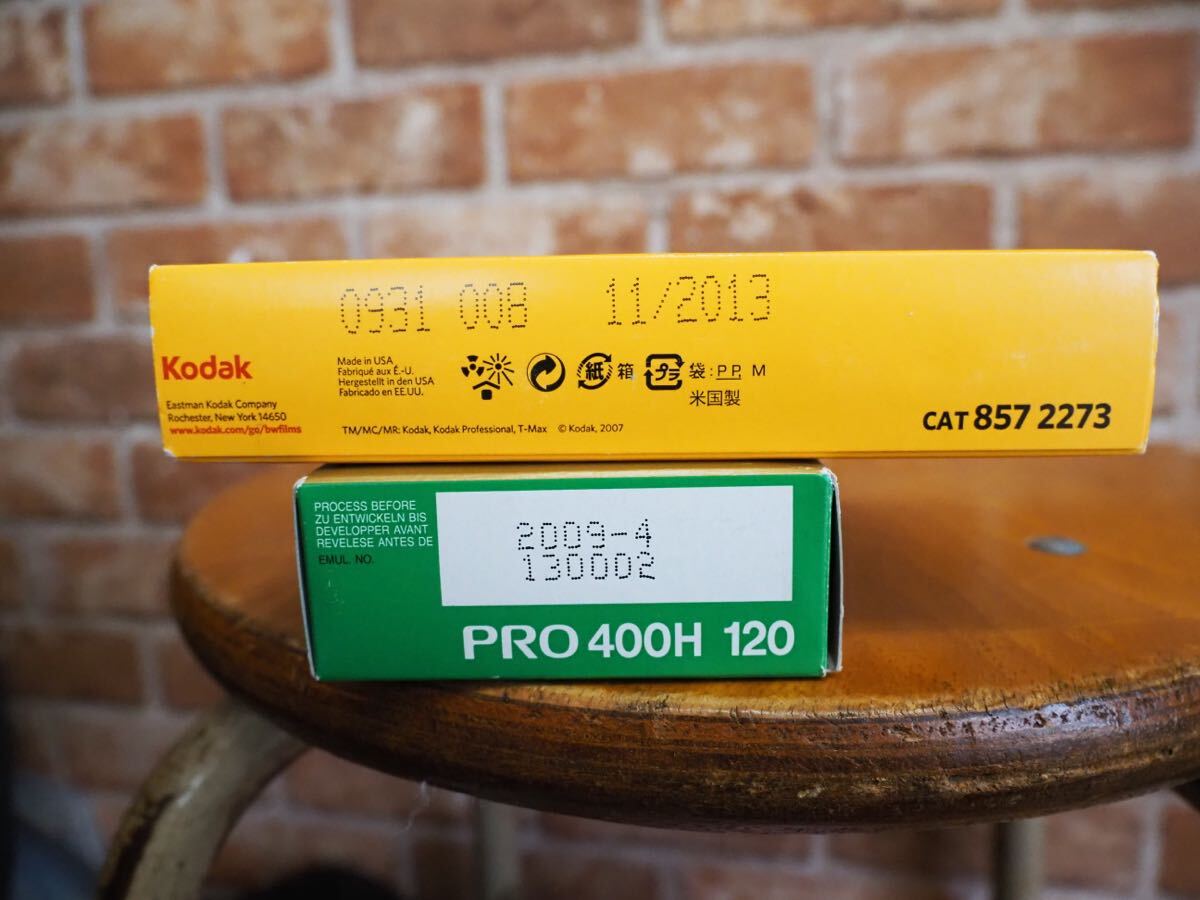 0931 008 11/2013
Kodak
Eastman Kodak Company
Rochester, New York 14650
www.kodak.com/go/bwfilms
Made in USA
Fabriqué aux É.-U.
Hergestellt in den USA
Fabricado en EE.UU.
紙 箱 プラ 袋:PP, M
米国製
TM/MC/MR: Kodak, Kodak Professional, T-Max © Kodak, 2007
CAT 857 2273
PROCESS BEFORE
ZU ENTWICKELN BIS
DEVELOPPER AVANT
REVELESE ANTES DE
EMUL. NO.
2009-4
130002
PRO 400H 120